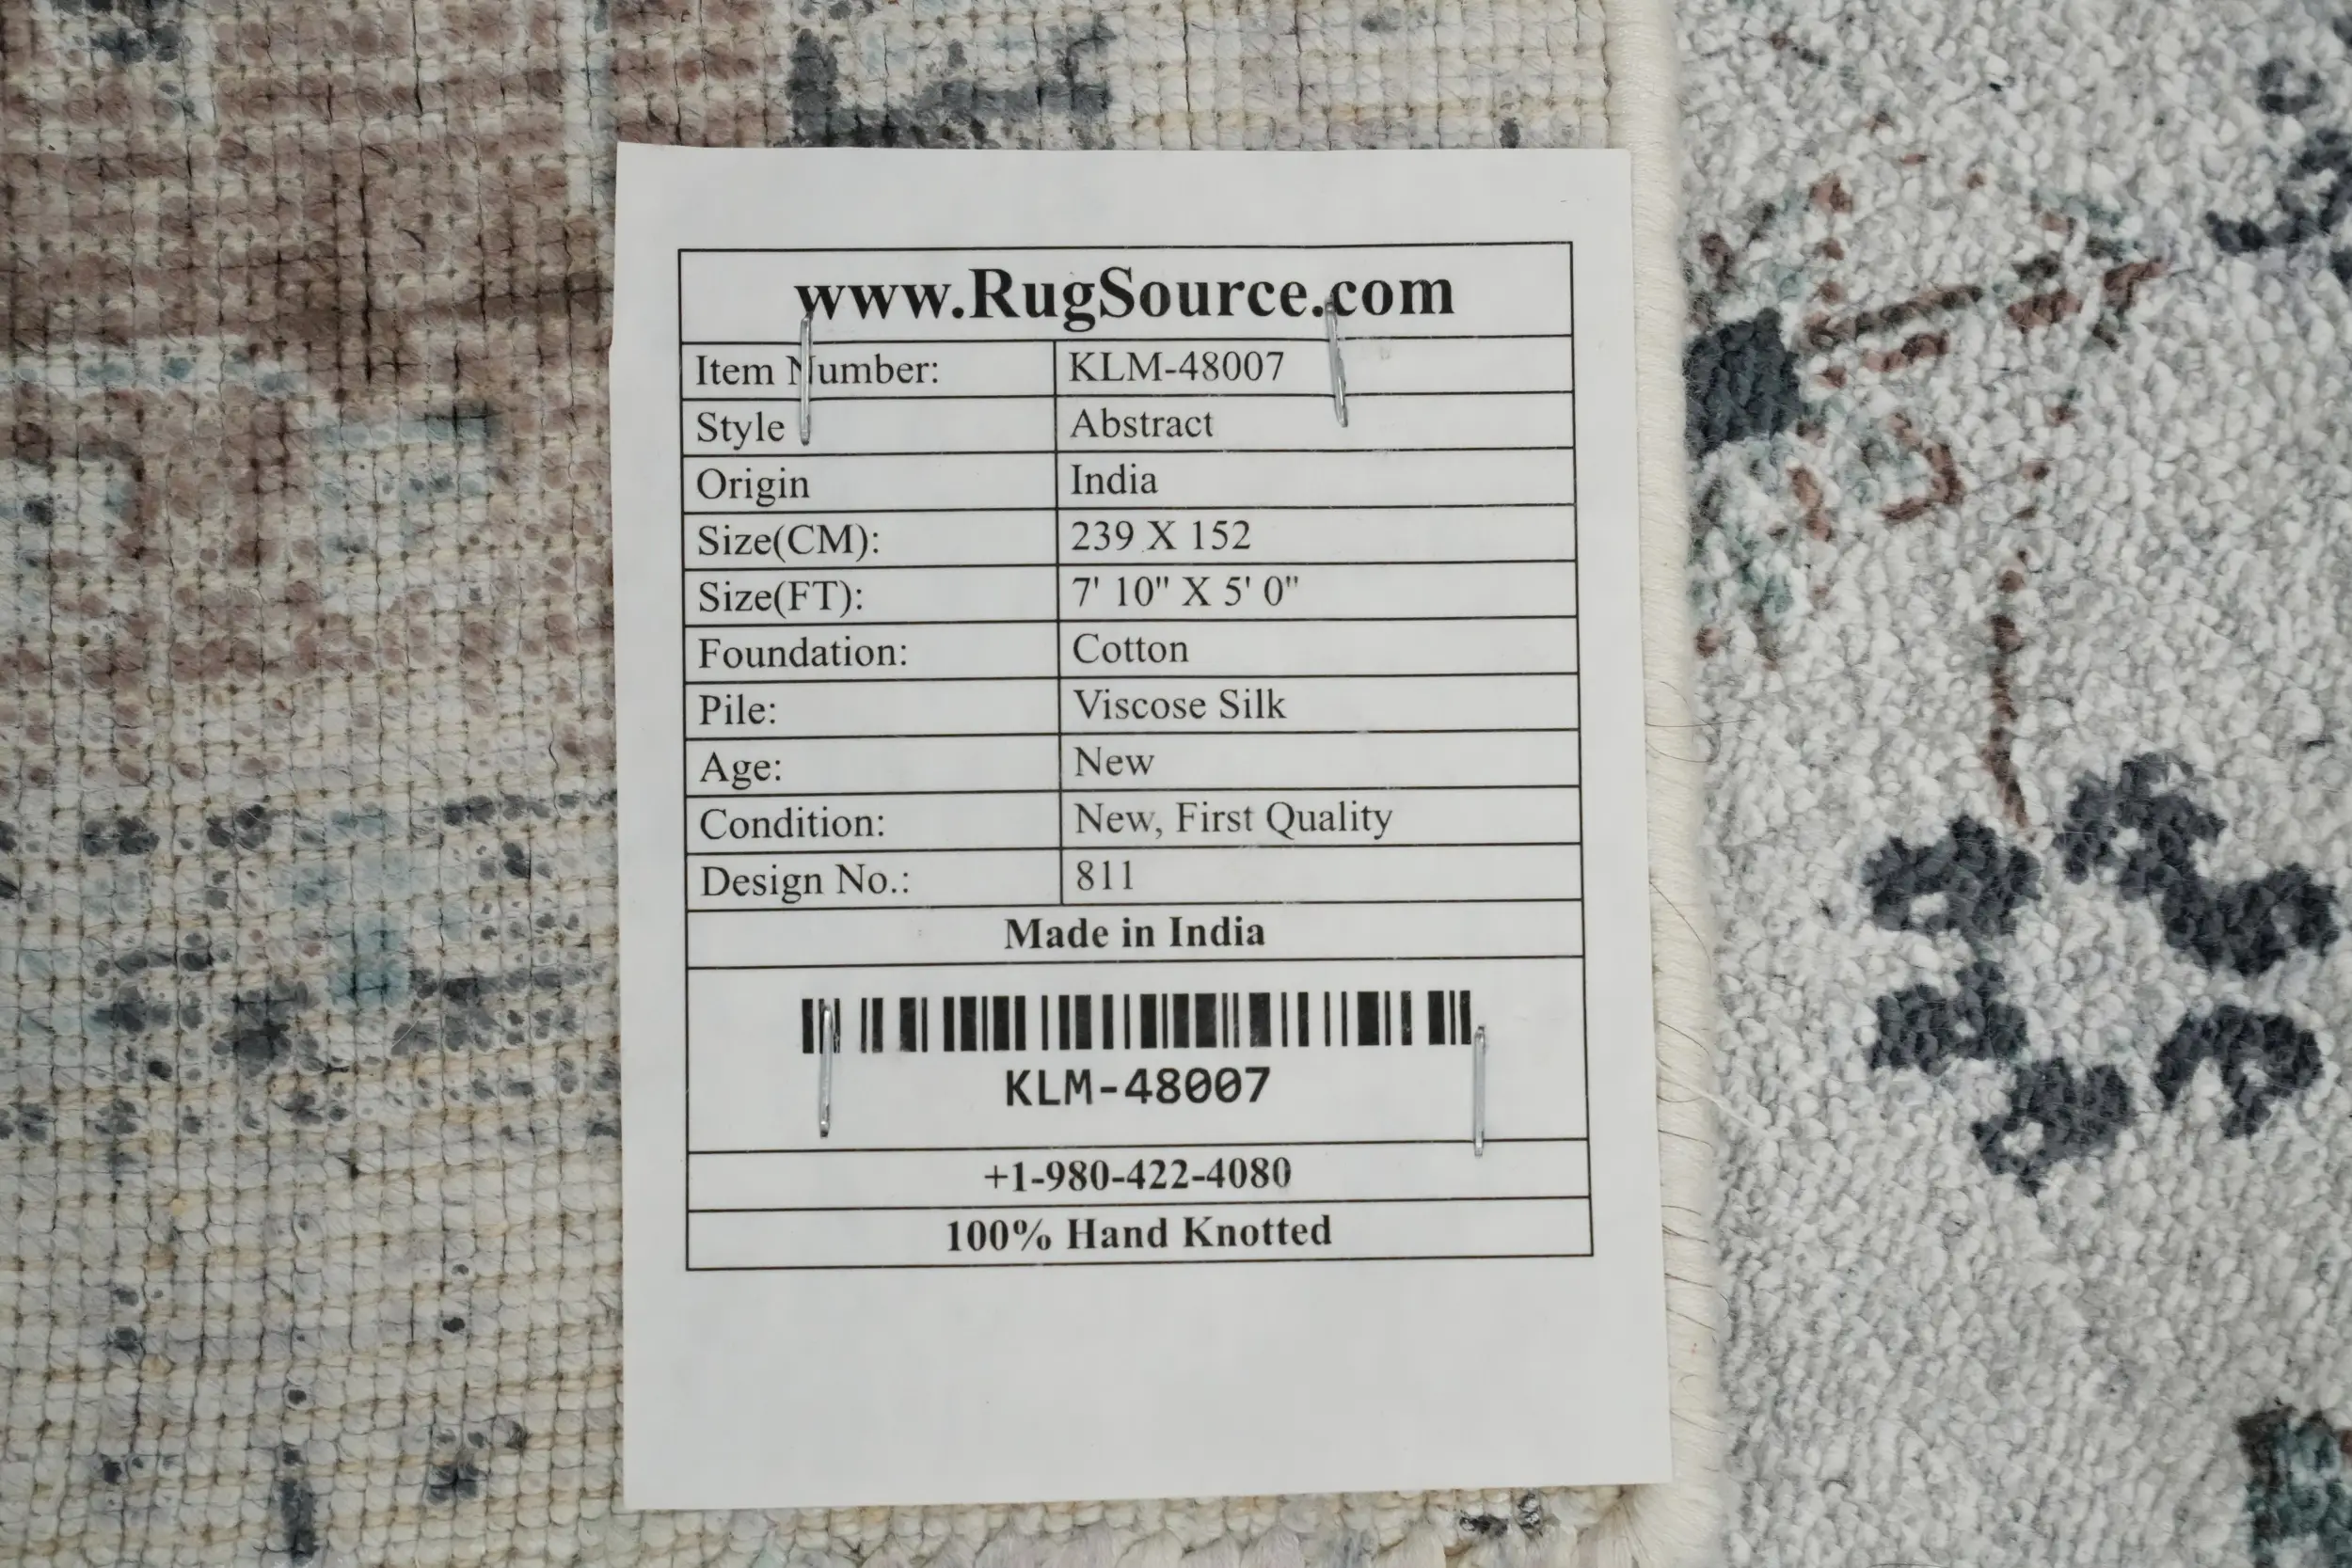 www.RugSource.com
Item Number: KLM-48007
Style Abstract
Origin India
Size(CM): 239 X 152
Size(FT): 7' 10" X 5' 0"
Foundation: Cotton
Pile: Viscose Silk
Age: New
Condition: New, First Quality
Design No.: 811
Made in India
KLM-48007
+1-980-422-4080
100% Hand Knotted